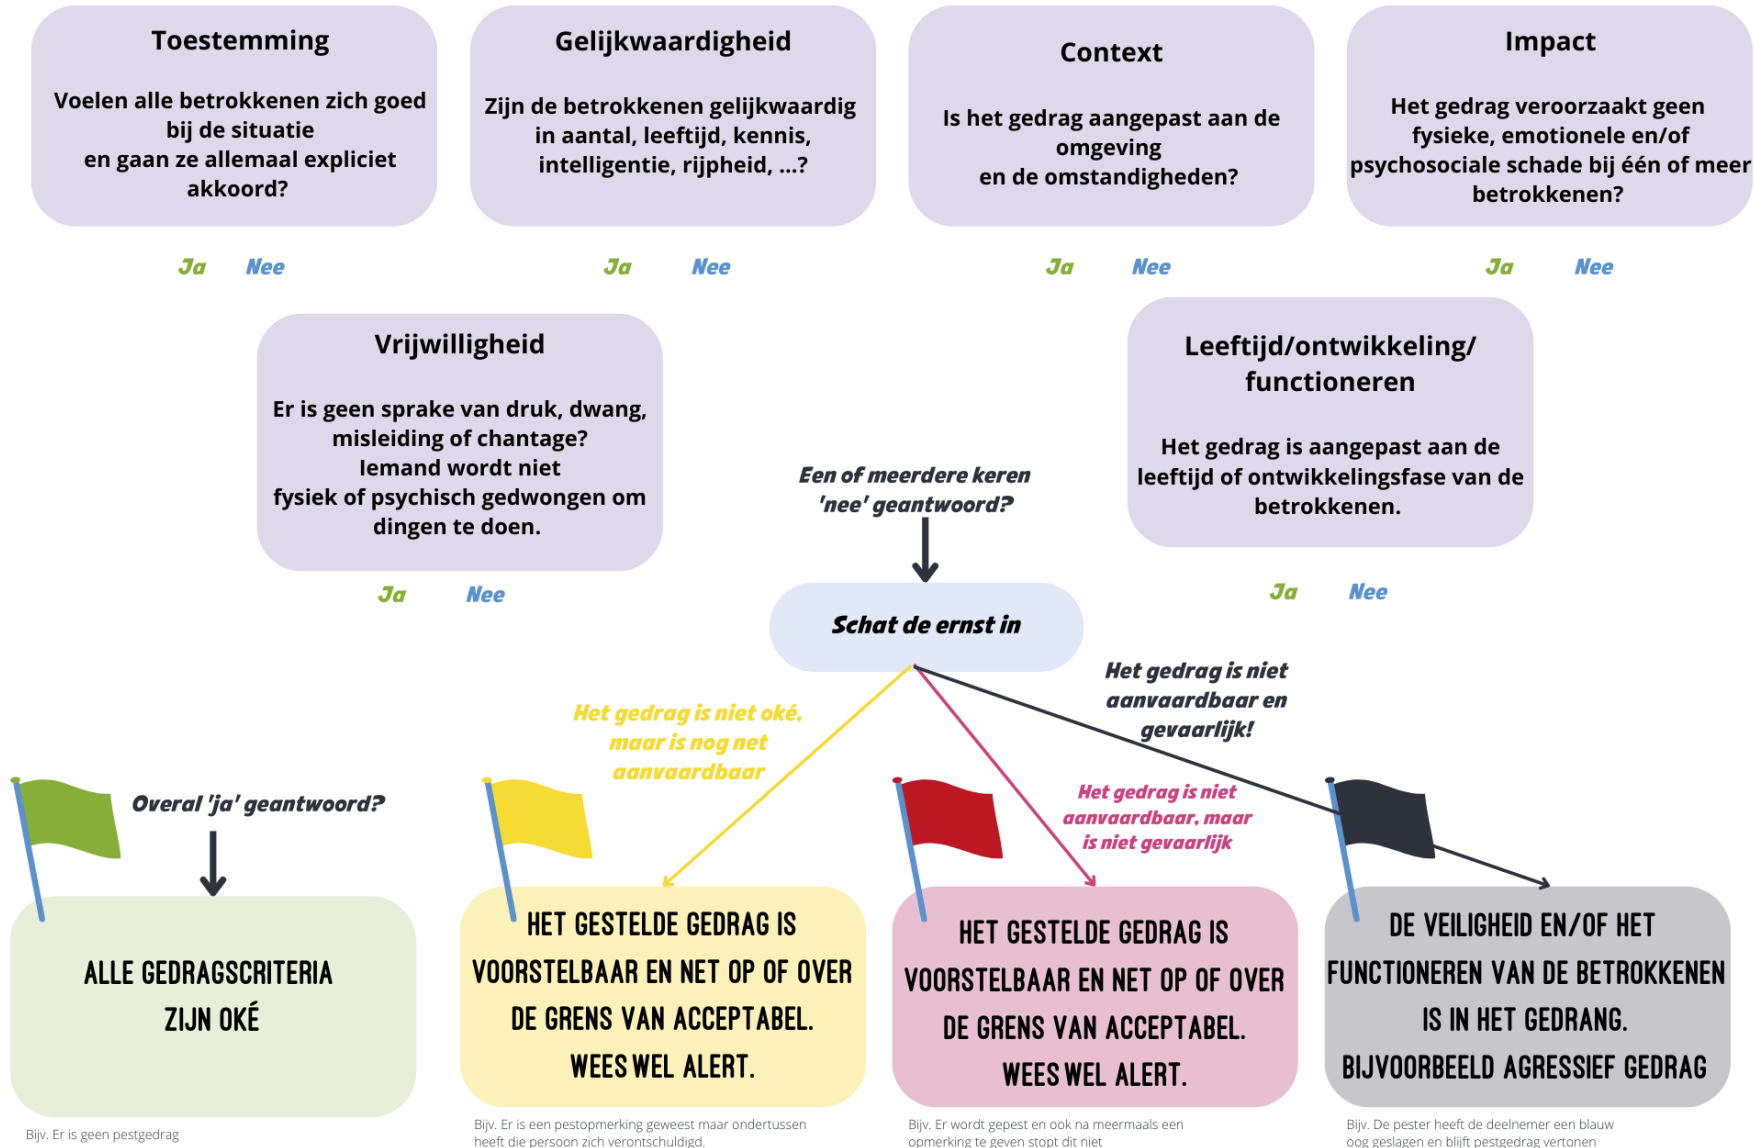 Toestemming
Voelen alle betrokkenen zich goed
bij de situatie
en gaan ze allemaal expliciet
akkoord?
Ja Nee
Gelijkwaardigheid
Zijn de betrokkenen gelijkwaardig
in aantal, leeftijd, kennis,
intelligentie, rijpheid, ...?
Ja Nee
Context
Is het gedrag aangepast aan de
omgeving
en de omstandigheden?
Ja Nee
Impact
Het gedrag veroorzaakt geen
fysieke, emotionele en/of
psychosociale schade bij één of meer
betrokkenen?
Ja Nee
Vrijwilligheid
Er is geen sprake van druk, dwang,
misleiding of chantage?
Iemand wordt niet
fysiek of psychisch gedwongen om
dingen te doen.
Ja Nee
Leeftijd/ontwikkeling/
functioneren
Het gedrag is aangepast aan de
leeftijd of ontwikkelingsfase van de
betrokkenen.
Ja Nee
Een of meerdere keren
'nee' geantwoord?
Schat de ernst in
Het gedrag is niet oké,
maar is nog net
aanvaardbaar
Het gedrag is niet
aanvaardbaar, maar
is niet gevaarlijk
Het gedrag is niet
aanvaardbaar en
gevaarlijk!
Overal 'ja' geantwoord?
ALLE GEDRAGSCRITERIA
ZIJN OKÉ
Bijv. Er is geen pestgedrag
HET GESTELDE GEDRAG IS
VOORSTELBAAR EN NET OP OF OVER
DE GRENS VAN ACCEPTABEL.
WEES WEL ALERT.
Bijv. Er is een pestopmerking geweest maar ondertussen
heeft die persoon zich verontschuldigd.
HET GESTELDE GEDRAG IS
VOORSTELBAAR EN NET OP OF OVER
DE GRENS VAN ACCEPTABEL.
WEES WEL ALERT.
Bijv. Er wordt gepest en ook na meermaals een
opmerking te geven stopt dit niet
DE VEILIGHEID EN/OF HET
FUNCTIONEREN VAN DE BETROKKENEN
IS IN HET GEDRANG.
BIJVOORBEELD AGRESSIEF GEDRAG
Bijv. De pester heeft de deelnemer een blauw
oog geslagen en blijft pestgedrag vertonen